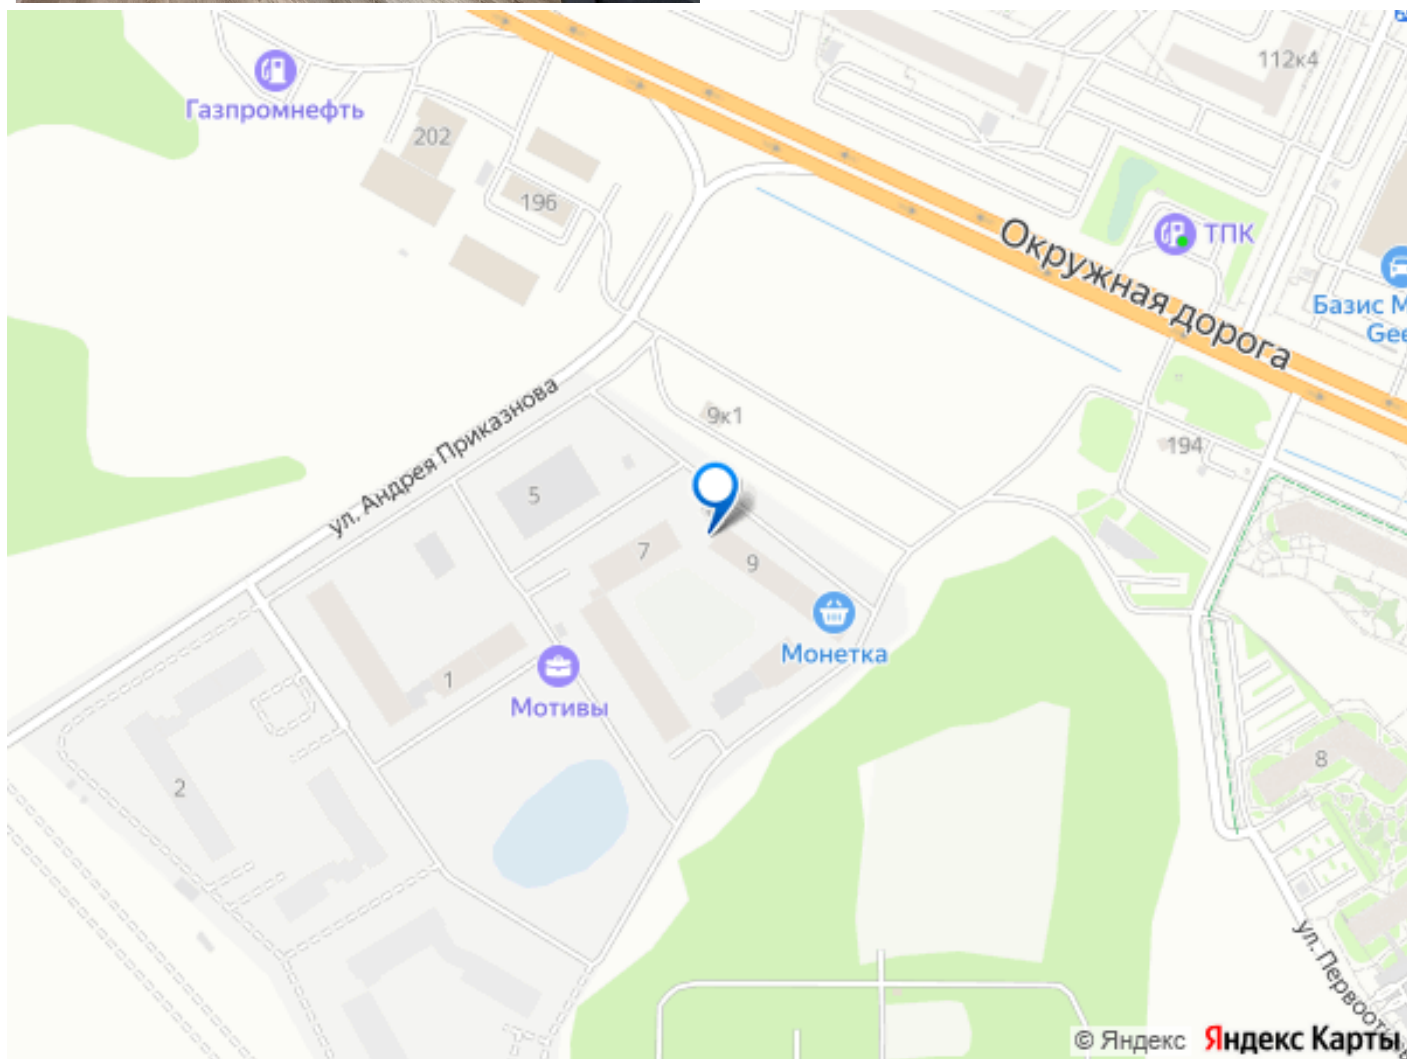 112к4
Газпромнефть
202
196
ТПК
Окружная дорога
Базис М
Gee
ул. Андрея Приказнова
9к1
194
5
7
9
Монетка
1
Мотивы
2
8
ул. Первоот
© Яндекс Яндекс Карты